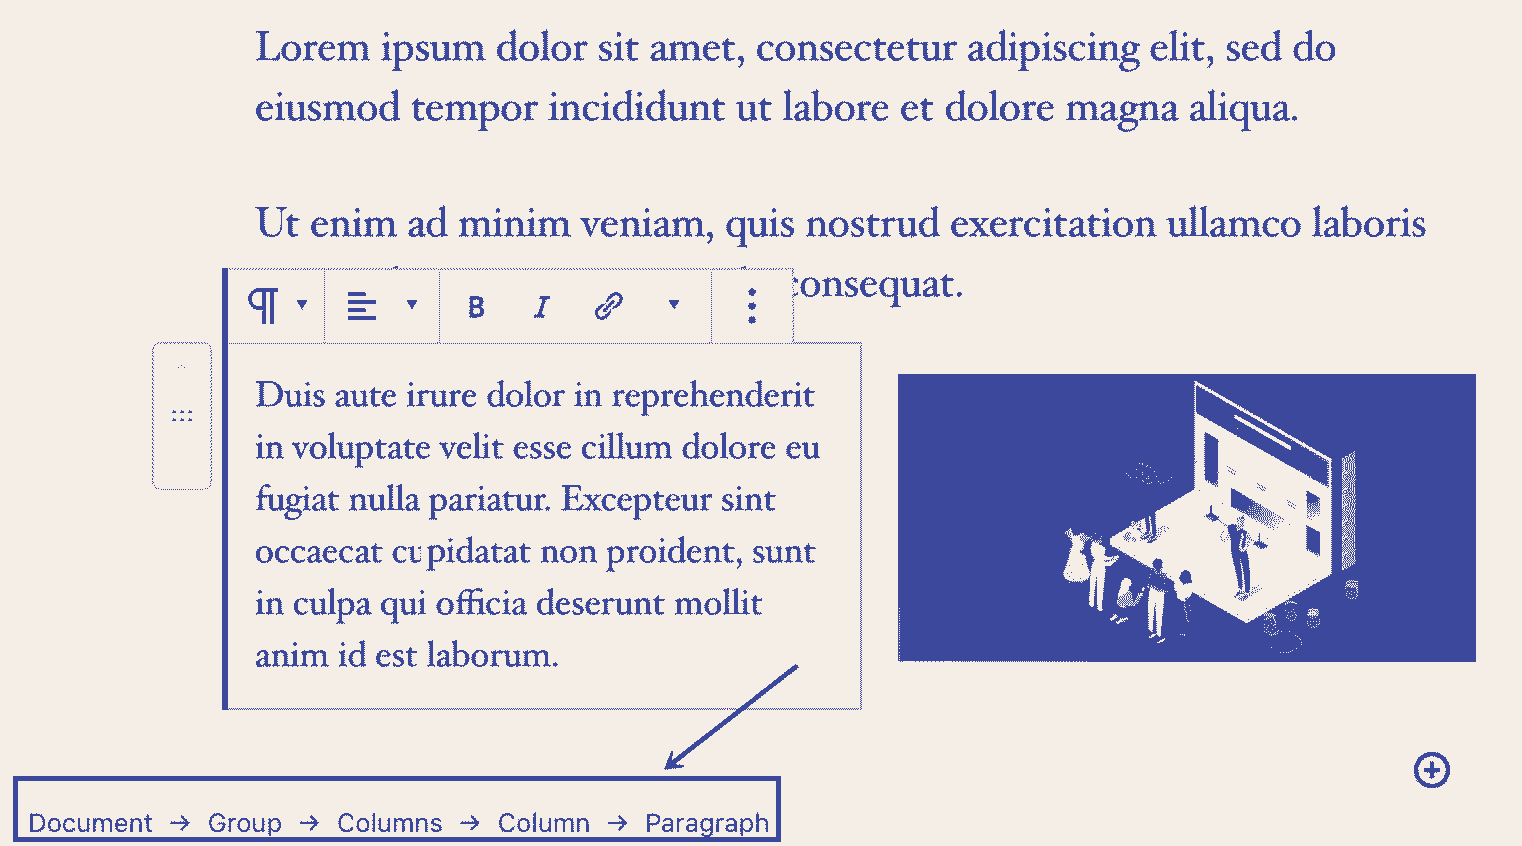 Lorem ipsum dolor sit amet, consectetur adipiscing elit, sed do
eiusmod tempor incididunt ut labore et dolore magna aliqua.
Ut enim ad minim veniam, quis nostrud exercitation ullamco laboris
consequat.
B I
Duis aute irure dolor in reprehenderit
in voluptate velit esse cillum dolore eu
fugiat nulla pariatur. Excepteur sint
occaecat cupidatat non proident, sunt
in culpa qui officia deserunt mollit
anim id est laborum.
Document → Group → Columns → Column → Paragraph